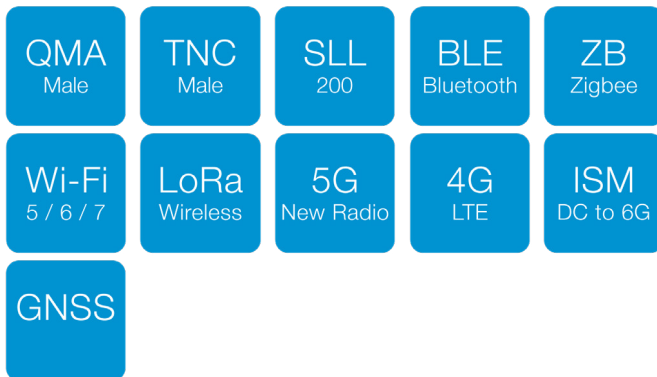 QMA
Male
TNC
Male
SLL
200
BLE
Bluetooth
ZB
Zigbee
Wi-Fi
5 / 6 / 7
LoRa
Wireless
5G
New Radio
4G
LTE
ISM
DC to 6G
GNSS